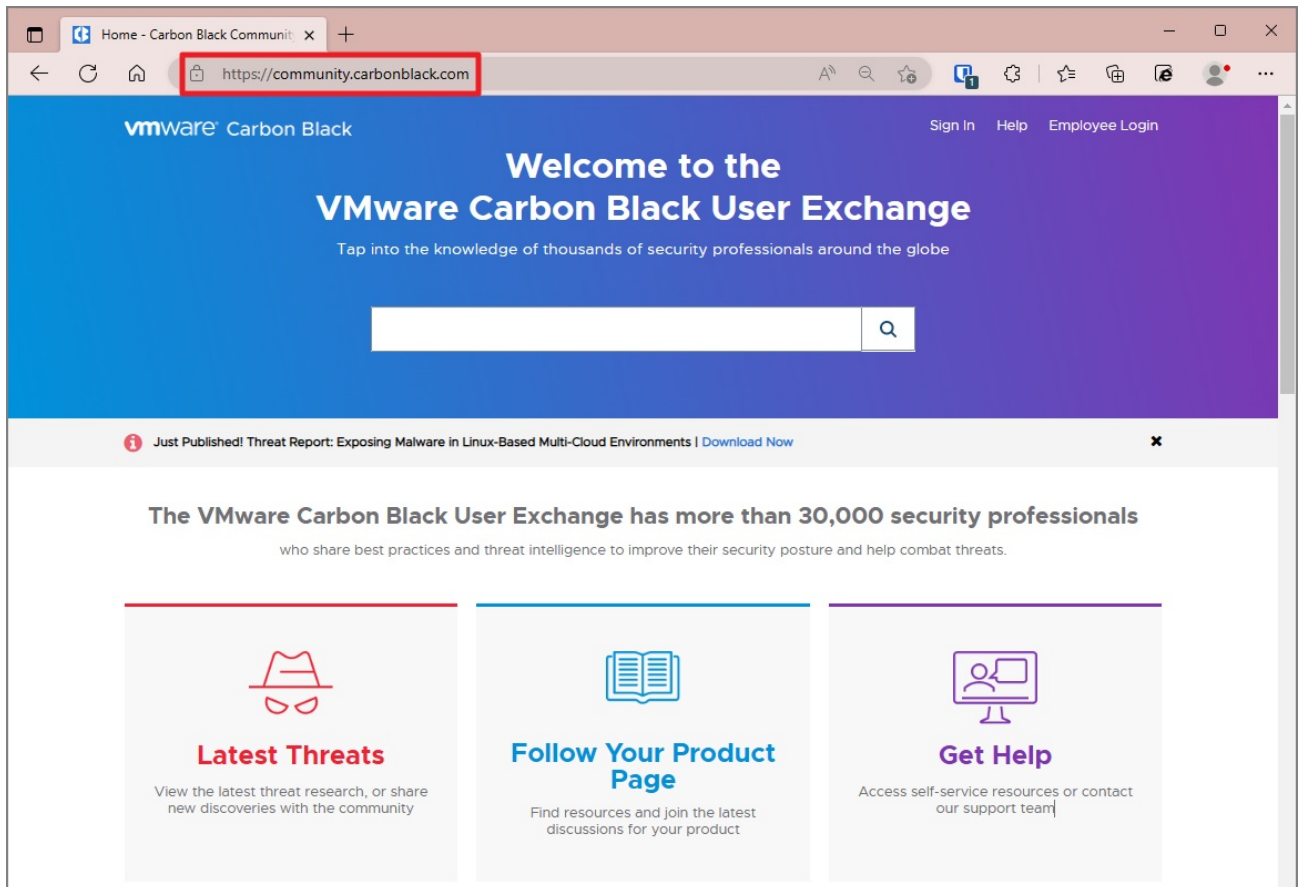 Home - Carbon Black Communit
https://community.carbonblack.com
1
vmware® Carbon Black
Sign In Help Employee Login
Welcome to the
VMware Carbon Black User Exchange
Tap into the knowledge of thousands of security professionals around the globe
Just Published! Threat Report: Exposing Malware in Linux-Based Multi-Cloud Environments | Download Now
The VMware Carbon Black User Exchange has more than 30,000 security professionals
who share best practices and threat intelligence to improve their security posture and help combat threats.
Latest Threats
View the latest threat research, or share
new discoveries with the community
Follow Your Product
Page
Find resources and join the latest
discussions for your product
Get Help
Access self-service resources or contact
our support team